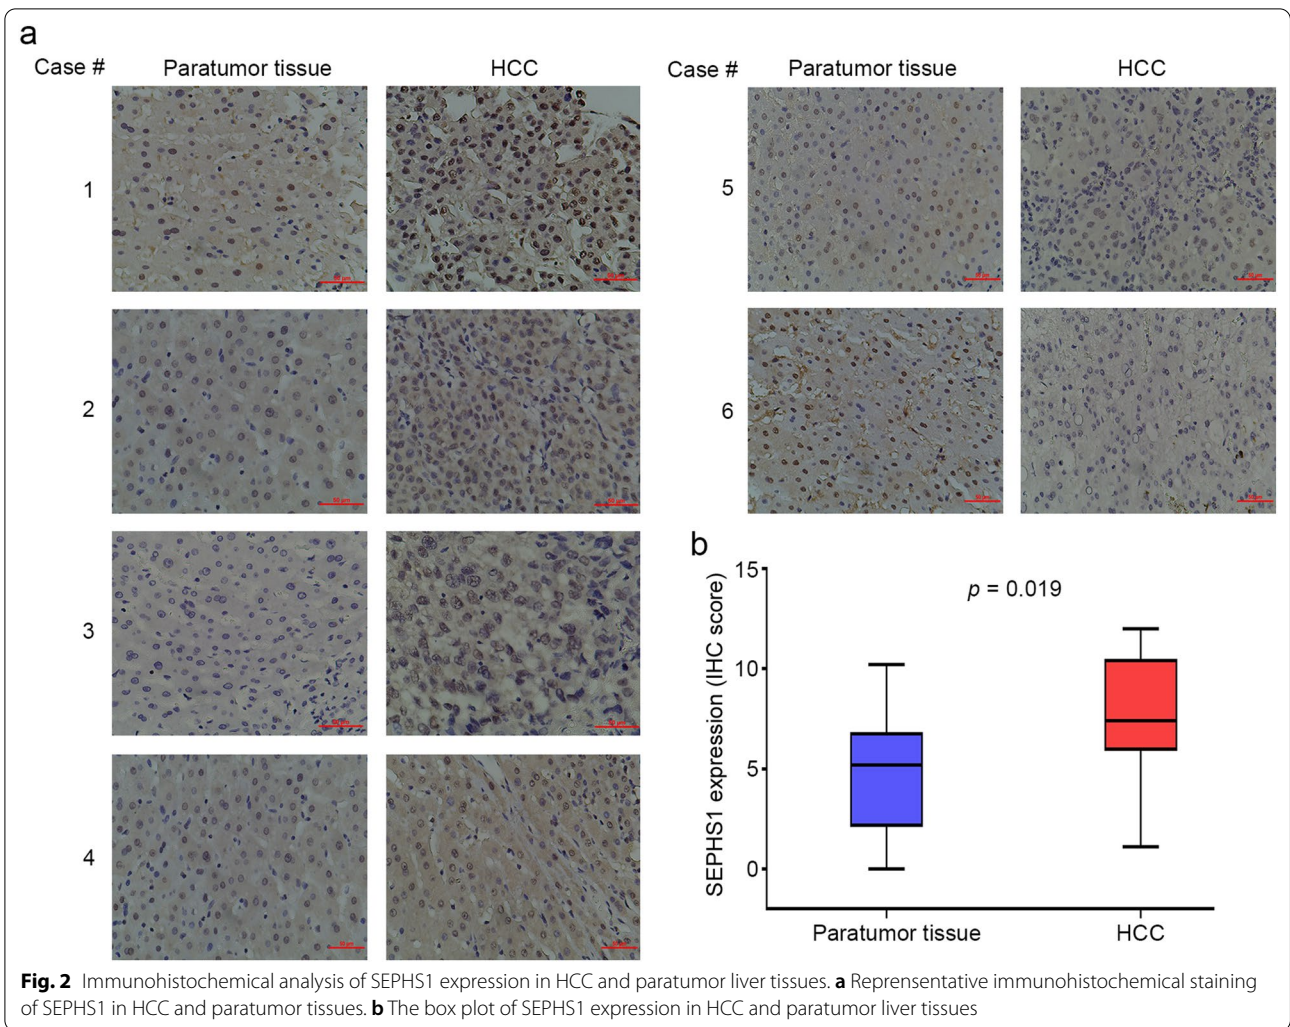 a
Case #
Paratumor tissue
HCC
Case #
Paratumor tissue
HCC
1
5
2
6
3
4
b
SEPHS1 expression (IHC score)
15
10
5
0
p = 0.019
Paratumor tissue
HCC
Fig. 2 Immunohistochemical analysis of SEPHS1 expression in HCC and paratumor liver tissues. a Reprensentative immunohistochemical staining
of SEPHS1 in HCC and paratumor tissues. b The box plot of SEPHS1 expression in HCC and paratumor liver tissues